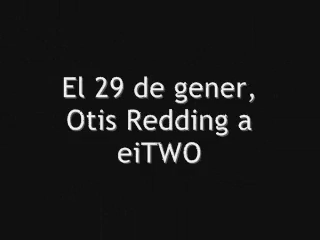 El 29 de gener,
Otis Redding a
eiTWO